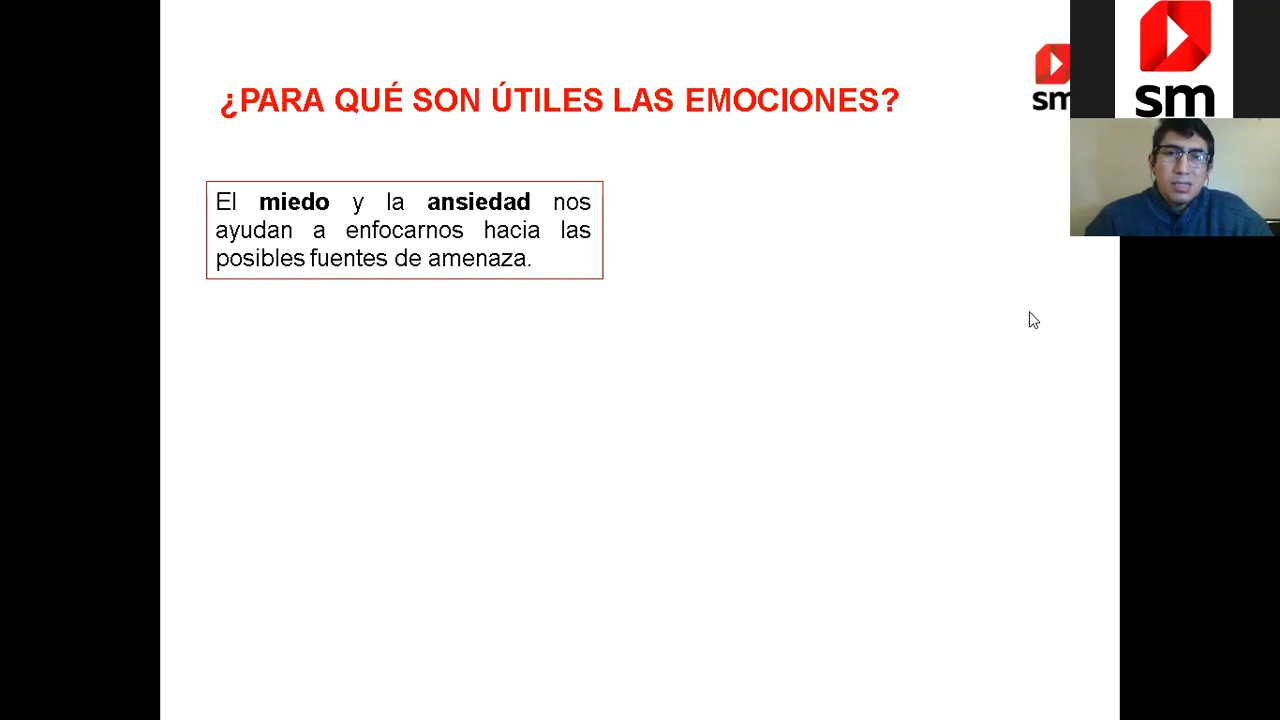 ¿PARA QUÉ SON ÚTILES LAS EMOCIONES?
sm
sm
El miedo y la ansiedad nos
ayudan a enfocarnos hacia las
posibles fuentes de amenaza.